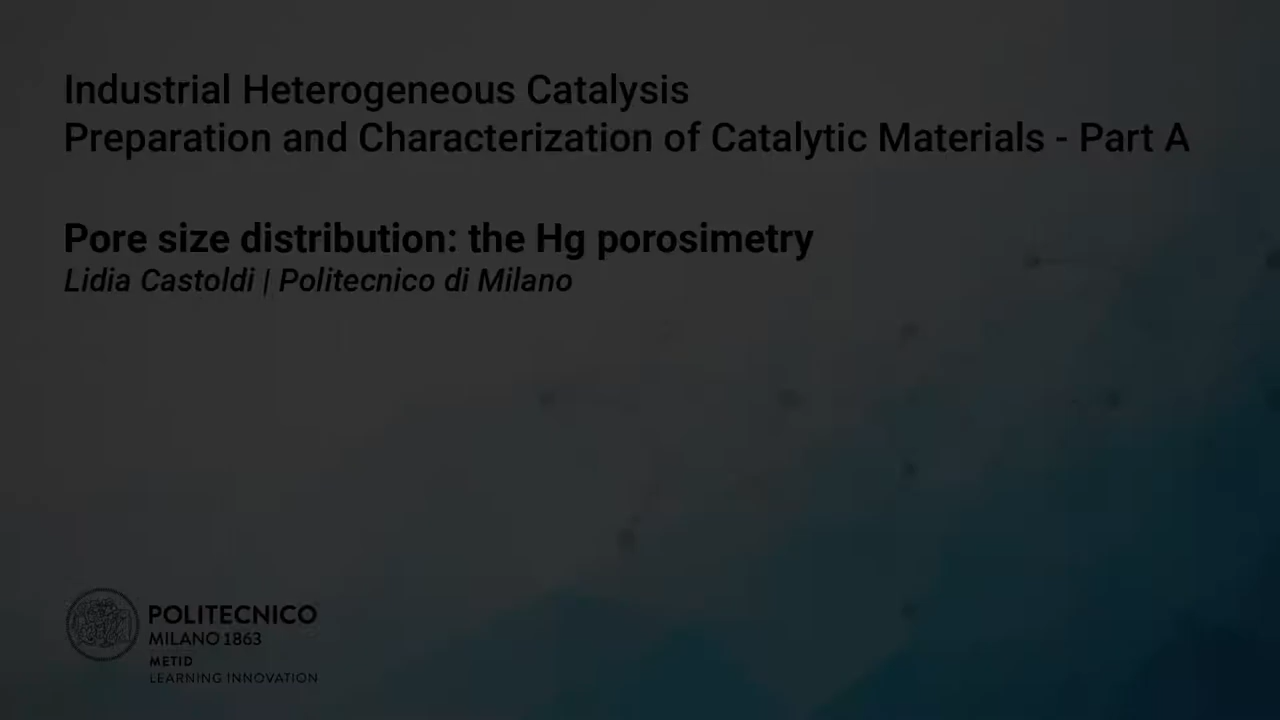 Industrial Heterogeneous Catalysis
Preparation and Characterization of Catalytic Materials - Part A
Pore size distribution: the Hg porosimetry
Lidia Castoldi | Politecnico di Milano
POLITECNICO
MILANO 1863
METID
LEARNING INNOVATION